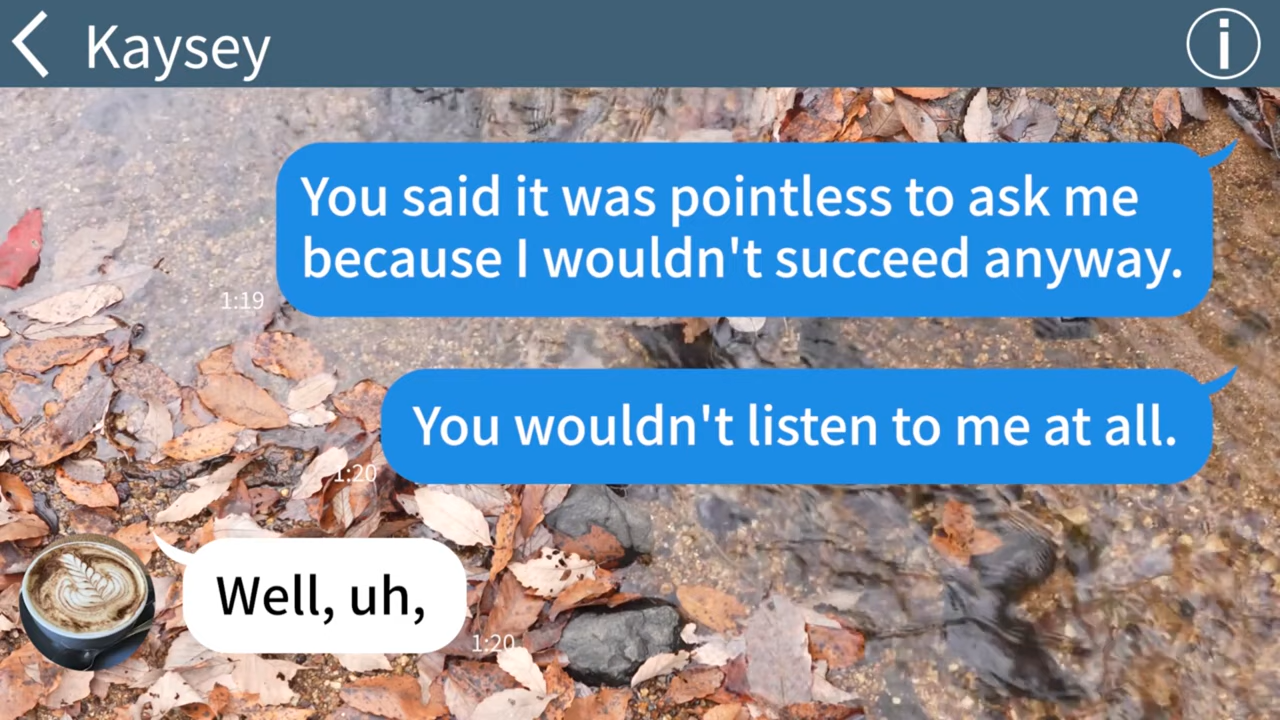 Kaysey
You said it was pointless to ask me
because I wouldn't succeed anyway.
1:19
You wouldn't listen to me at all.
1:20
Well, uh,
1:20